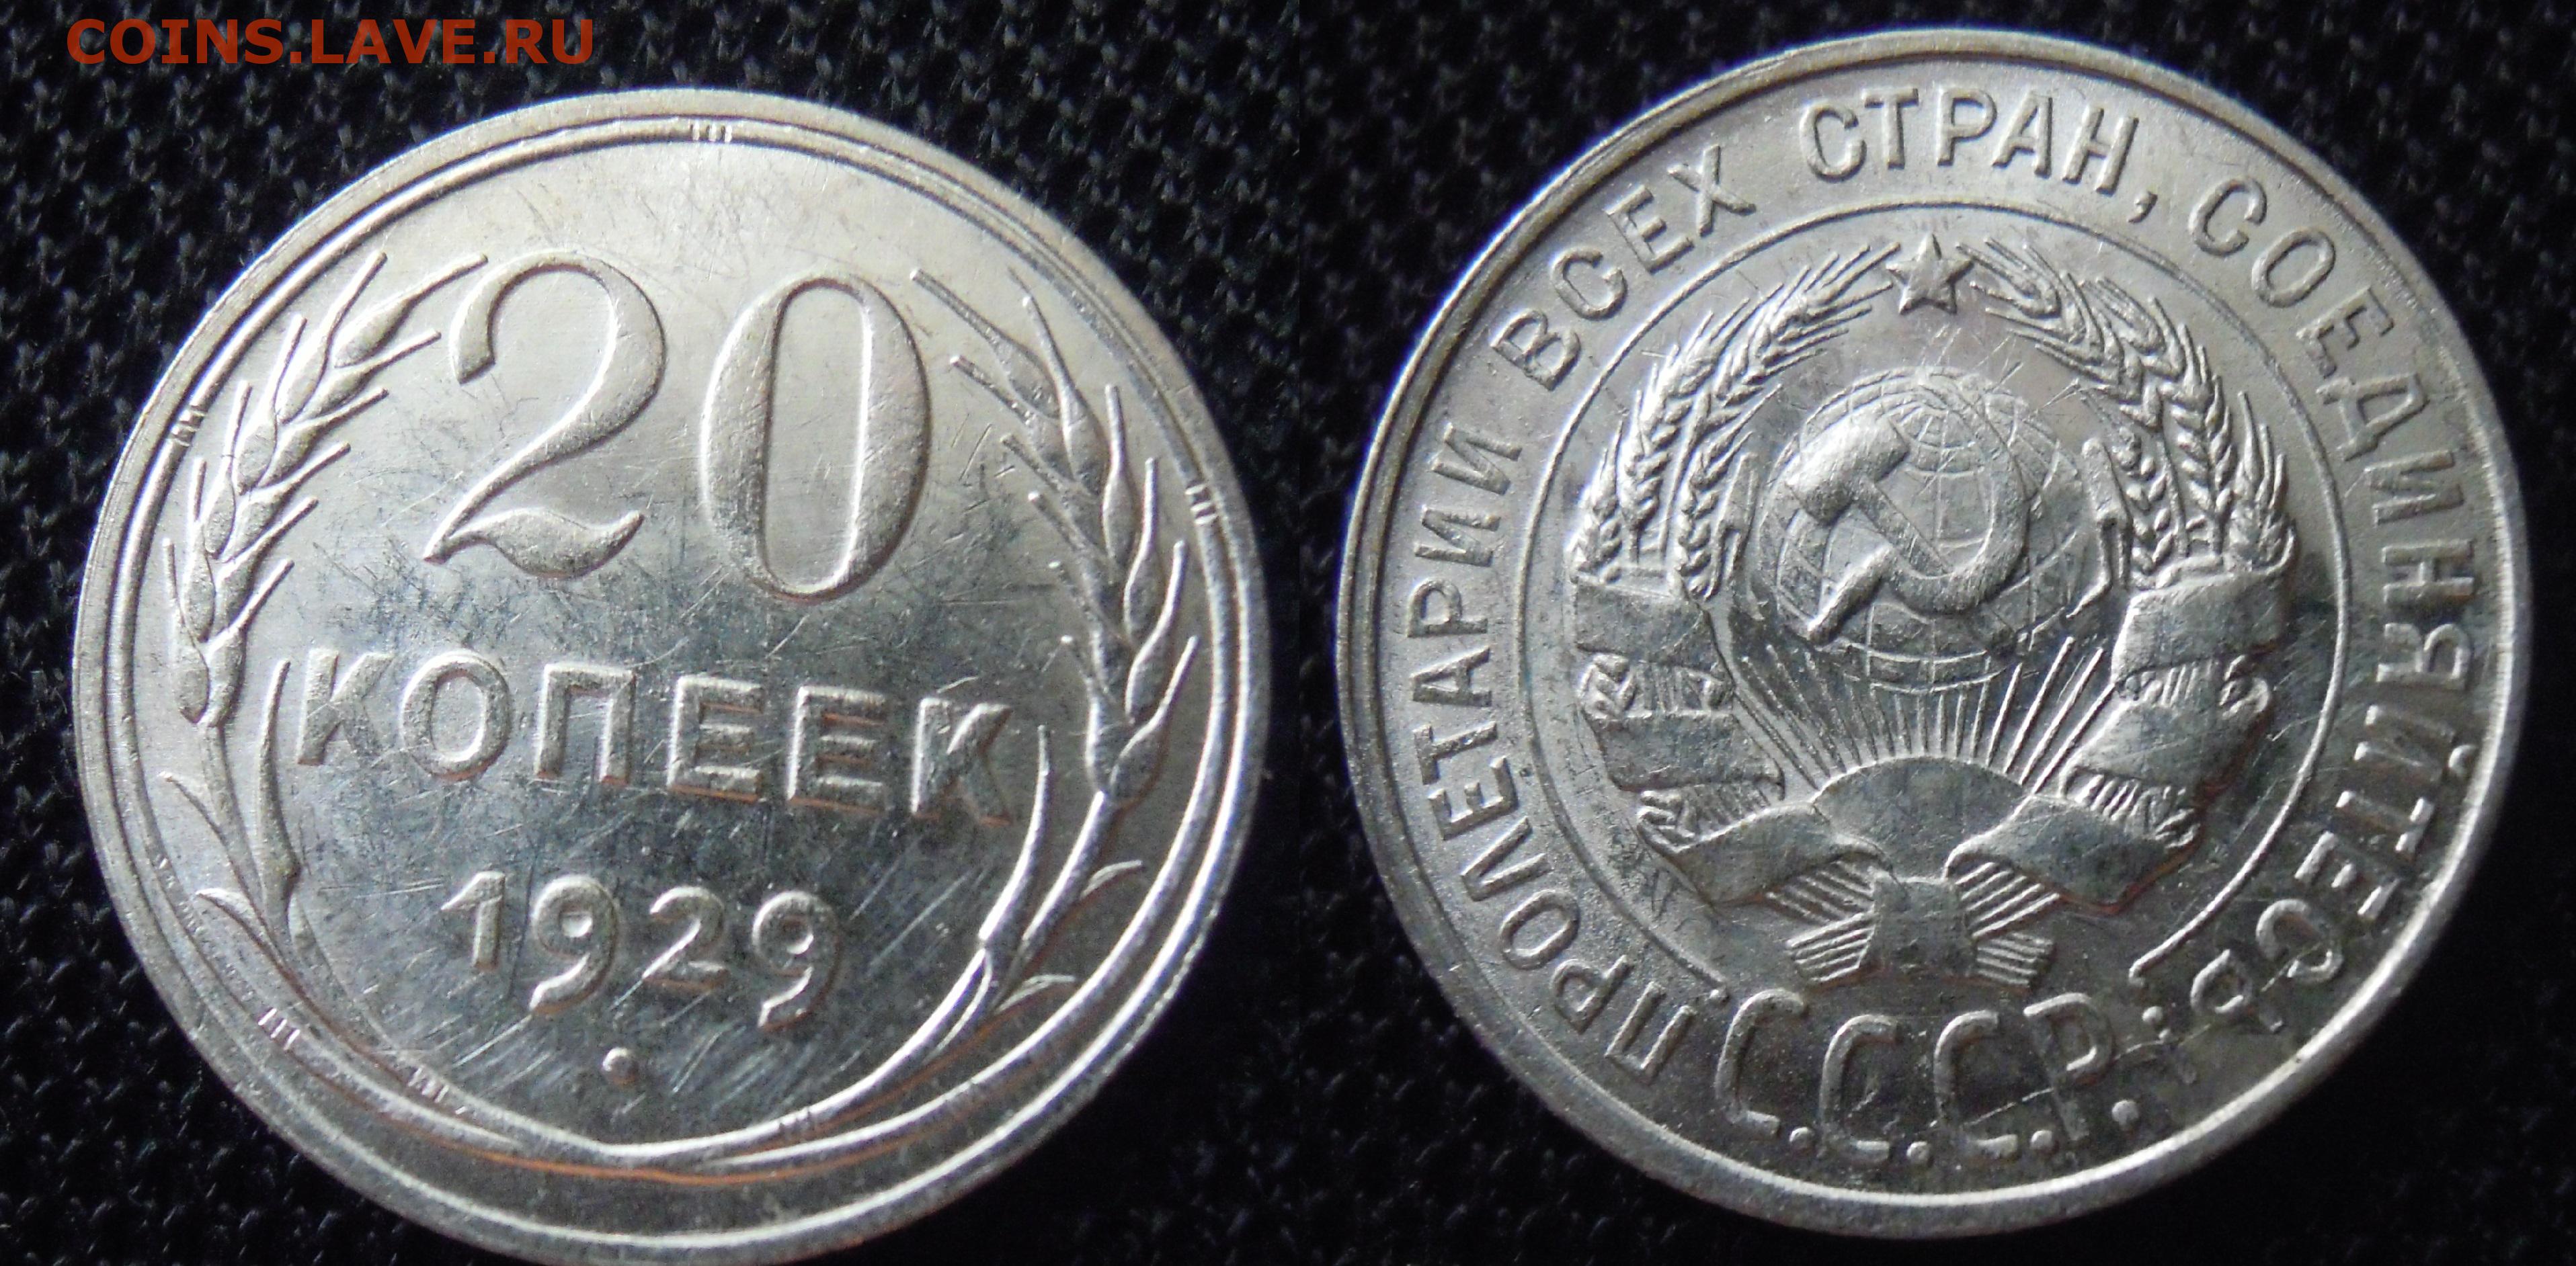 COINS.LAVE.RU
20
КОПЕЕК
1929
ПРОЛЕТАРИИ ВСЕХ СТРАН, СОЕДИНЯЙТЕСЬ!
С.С.С.Р.